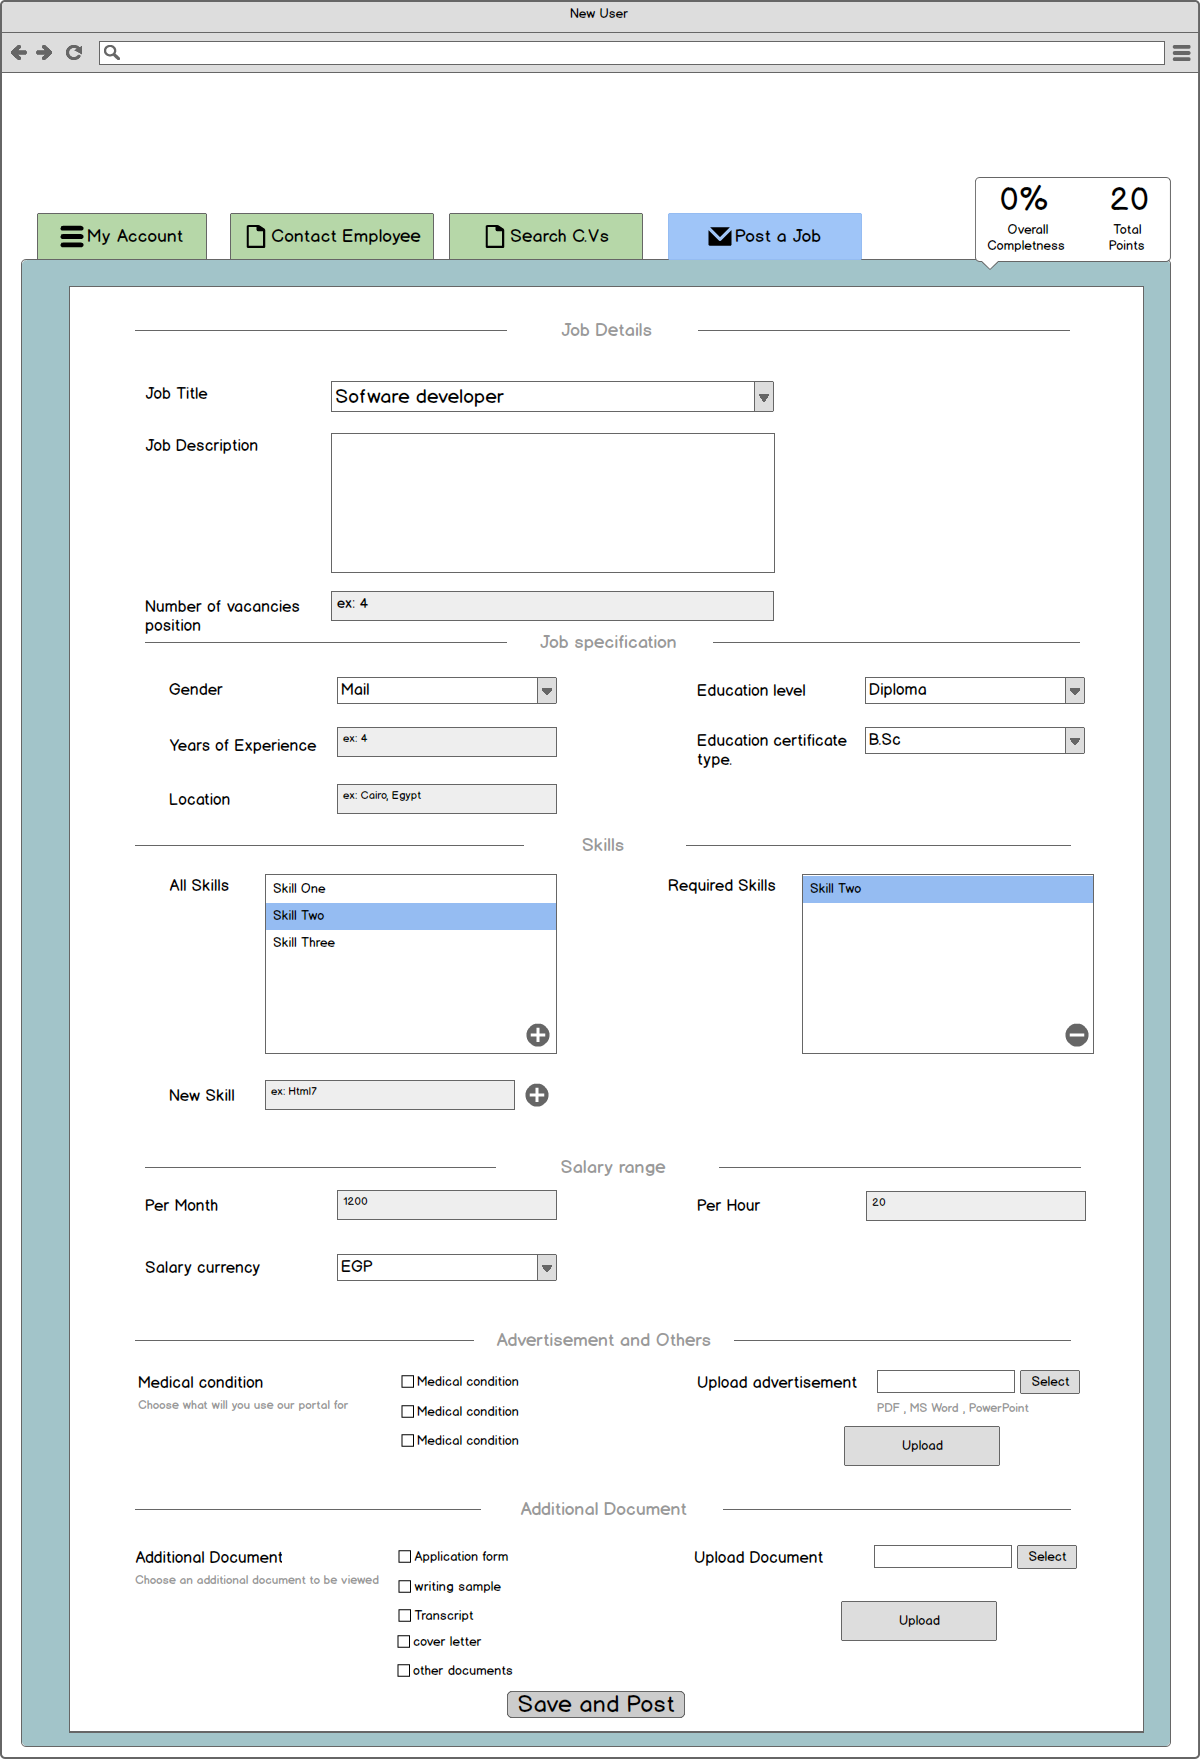 New User
0%
20
Overall
Completness
Total
Points
My Account
Contact Employee
Search C.Vs
Post a Job
Job Details
Job Title
Sofware developer
Job Description
Number of vacancies
position
ex: 4
Job specification
Gender
Mail
Education level
Diploma
Years of Experience
ex: 4
Education certificate
type.
B.Sc
Location
ex: Cairo, Egypt
Skills
All Skills
Skill One
Skill Two
Skill Three
Required Skills
Skill Two
New Skill
ex: Html7
Salary range
Per Month
1200
Per Hour
20
Salary currency
EGP
Advertisement and Others
Medical condition
Choose what will you use our portal for
Medical condition
Medical condition
Medical condition
Upload advertisement
Select
PDF , MS Word , PowerPoint
Upload
Additional Document
Additional Document
Choose an additional document to be viewed
Application form
writing sample
Transcript
cover letter
other documents
Upload Document
Select
Upload
Save and Post